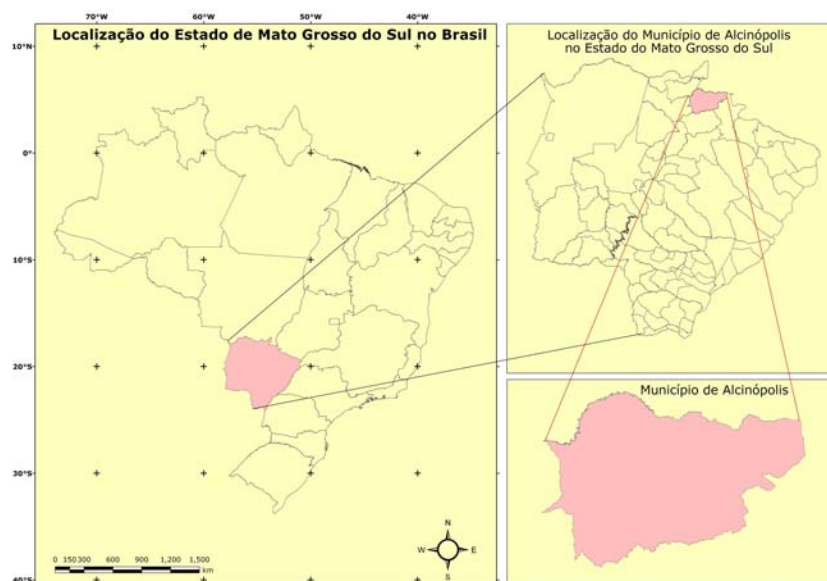 70°W 60°W 50°W 40°W
10°N
Localização do Estado de Mato Grosso do Sul no Brasil
0°
10°S
20°S
30°S
40°S
0 150 300 600 900 1,200 1,500
km
N
W E
S
Localização do Município de Alcinópolis
no Estado do Mato Grosso do Sul
Município de Alcinópolis